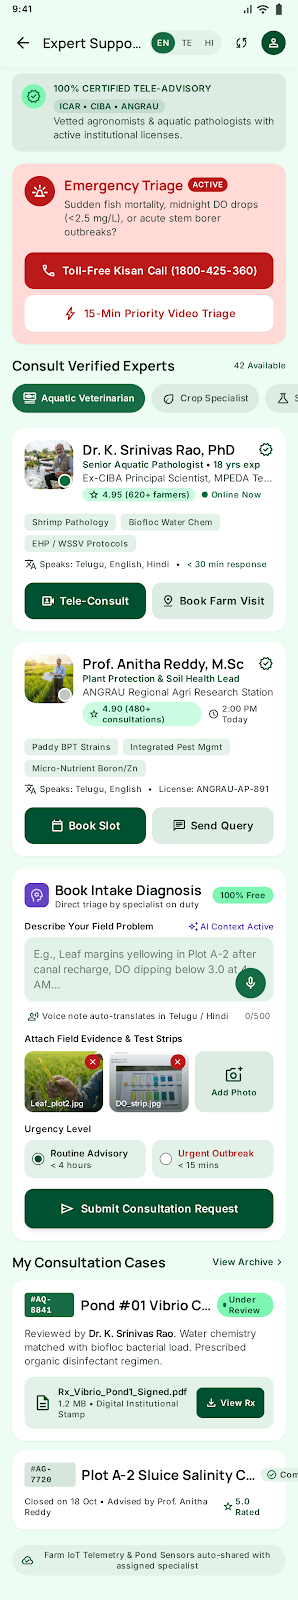 9:41
Expert Suppo...
EN TE HI
100% CERTIFIED TELE-ADVISORY
ICAR • CIBA • ANGRAU
Vetted agronomists & aquatic pathologists with
active institutional licenses.
Emergency Triage ACTIVE
Sudden fish mortality, midnight DO drops
(<2.5 mg/L), or acute stem borer
outbreaks?
Toll-Free Kisan Call (1800-425-360)
15-Min Priority Video Triage
Consult Verified Experts
42 Available
Aquatic Veterinarian
Crop Specialist
S
Dr. K. Srinivas Rao, PhD
Senior Aquatic Pathologist • 18 yrs exp
Ex-CIBA Principal Scientist, MPEDA Te...
4.95 (620+ farmers)
Online Now
Shrimp Pathology
Biofloc Water Chem
EHP / WSSV Protocols
Speaks: Telugu, English, Hindi • < 30 min response
Tele-Consult
Book Farm Visit
Prof. Anitha Reddy, M.Sc
Plant Protection & Soil Health Lead
ANGRAU Regional Agri Research Station
4.90 (480+
consultations)
2:00 PM
Today
Paddy BPT Strains
Integrated Pest Mgmt
Micro-Nutrient Boron/Zn
Speaks: Telugu, English • License: ANGRAU-AP-891
Book Slot
Send Query
Book Intake Diagnosis
Direct triage by specialist on duty
100% Free
Describe Your Field Problem
AI Context Active
E.g., Leaf margins yellowing in Plot A-2 after
canal recharge, DO dipping below 3.0 at 4
AM...
Voice note auto-translates in Telugu / Hindi
0/500
Attach Field Evidence & Test Strips
Leaf_plot2.jpg
DO_strip.jpg
Add Photo
Urgency Level
Routine Advisory
< 4 hours
Urgent Outbreak
< 15 mins
Submit Consultation Request
My Consultation Cases
View Archive
#AQ-
8841
Pond #01 Vibrio C...
Under
Review
Reviewed by Dr. K. Srinivas Rao. Water chemistry
matched with biofloc bacterial load. Prescribed
organic disinfectant regimen.
Rx_Vibrio_Pond1_Signed.pdf
1.2 MB • Digital Institutional
Stamp
View Rx
#AG-
7720
Plot A-2 Sluice Salinity C...
Com
Closed on 18 Oct • Advised by Prof. Anitha
Reddy
5.0
Rated
Farm IoT Telemetry & Pond Sensors auto-shared with
assigned specialist